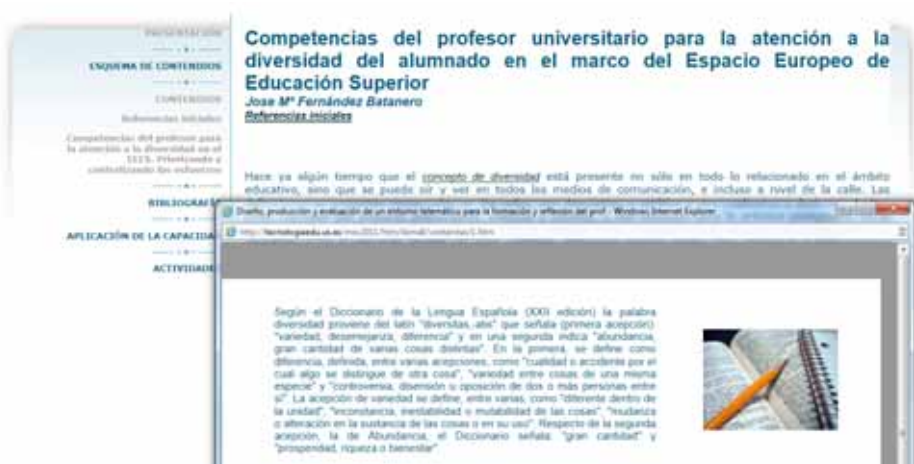 PRESENTACIÓN
ESQUEMA DE CONTENIDOS
CONTENIDOS
Referencias iniciales
Competencias del profesor para
la atención a la diversidad en el
EEES. Priorizando y
contextualizando los esfuerzos
BIBLIOGRAFÍA
APLICACIÓN DE LA CAPACIDA
ACTIVIDADE
Competencias del profesor universitario para la atención a la
diversidad del alumnado en el marco del Espacio Europeo de
Educación Superior
Jose Mª Fernández Batanero
Referencias iniciales
Hace ya algún tiempo que el concepto de diversidad está presente no sólo en todo lo relacionado en el ámbito
educativo, sino que se puede oír y ver en todos los medios de comunicación, e incluso a nivel de la calle. Las
Diseño, producción y evaluación de un entorno telemático para la formación y reflexión del prof - Windows Internet Explorer
Según el Diccionario de la Lengua Española (XXII edición) la palabra
diversidad proviene del latín "diversitas,-atis" que señala (primera acepción):
"variedad, desemejanza, diferencia" y en una segunda indica "abundancia,
gran cantidad de varias cosas distintas". En la primera, se define como
diferencia, definida, entre varias acepciones, como "cualidad o accidente por el
cual algo se distingue de otra cosa", "variedad entre cosas de una misma
especie" y "controversia, disensión u oposición de dos o más personas entre
sí". La acepción de variedad se define, entre varias, como "diferente dentro de
la unidad", "inconstancia, inestabilidad o mutabilidad de las cosas", "mudanza
o alteración en la sustancia de las cosas o en su uso". Respecto de la segunda
acepción, la de Abundancia, el Diccionario señala: "gran cantidad" y
"prosperidad, riqueza o bienestar".